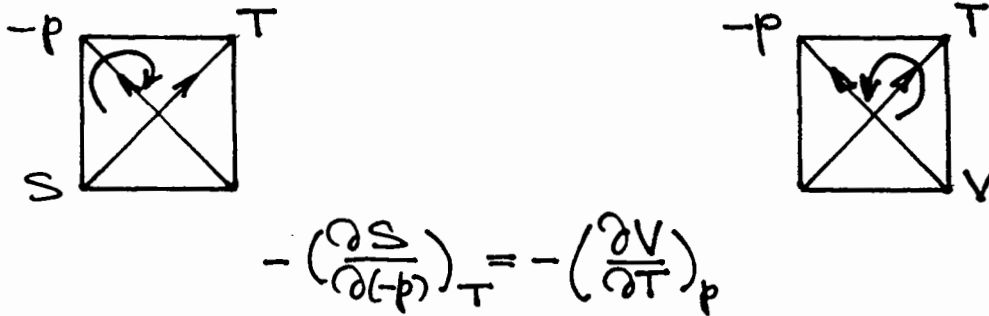 -p T -p T
S V
-(∂S/∂(-p))_T = -(∂V/∂T)_p